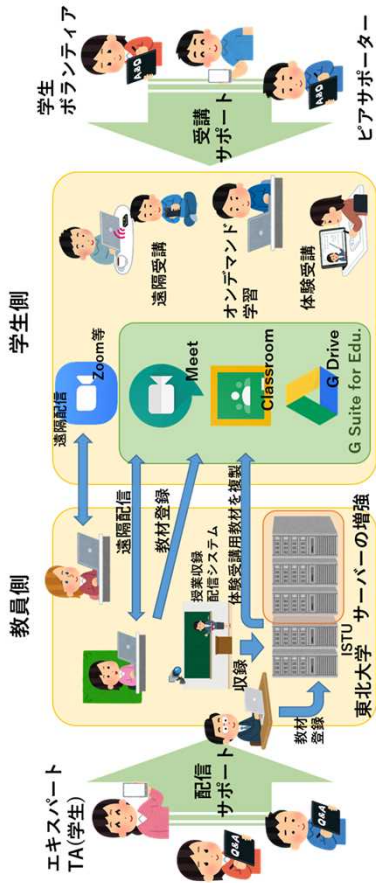 教員側
学生側
エキスパート
TA(学生)
Q&A
Q&A
配信
サポート
遠隔配信
遠隔配信
教材登録
授業収録
配信システム
収録
体験受講用教材を複製
教材
登録
ISTU
東北大学
サーバーの増強
Zoom等
Meet
Classroom
G Drive
G Suite for Edu.
遠隔受講
オンデマンド
学習
体験受講
学生
ボランティア
Q&A
Q&A
受講
サポート
ピアサポーター